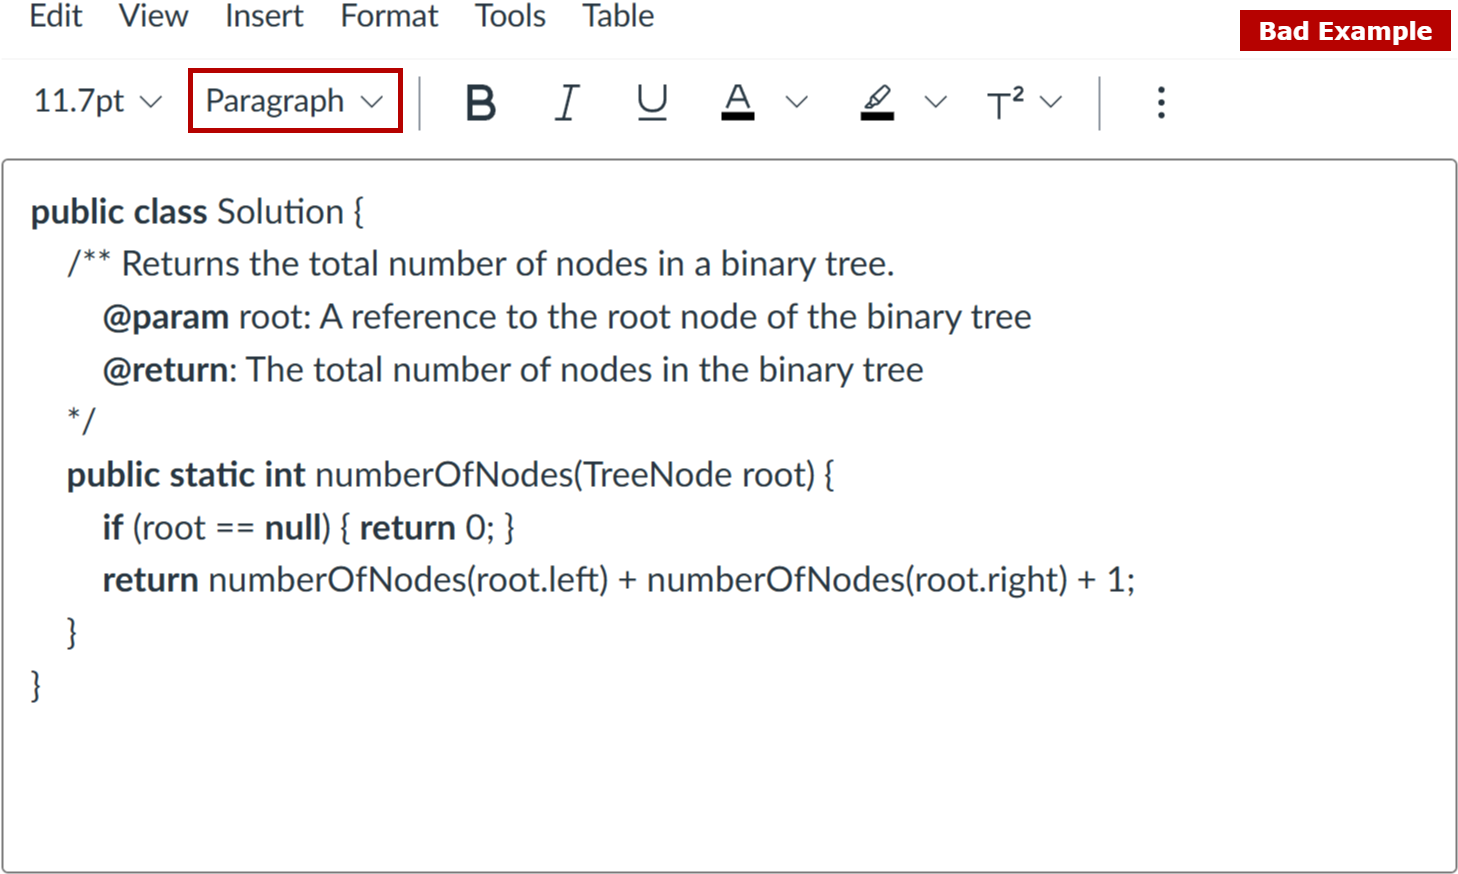 Edit View Insert Format Tools Table
Bad Example
11.7pt Paragraph B I U A T²
public class Solution {
/** Returns the total number of nodes in a binary tree.
@param root: A reference to the root node of the binary tree
@return: The total number of nodes in the binary tree
*/
public static int numberOfNodes(TreeNode root) {
if (root == null) { return 0; }
return numberOfNodes(root.left) + numberOfNodes(root.right) + 1;
}
}